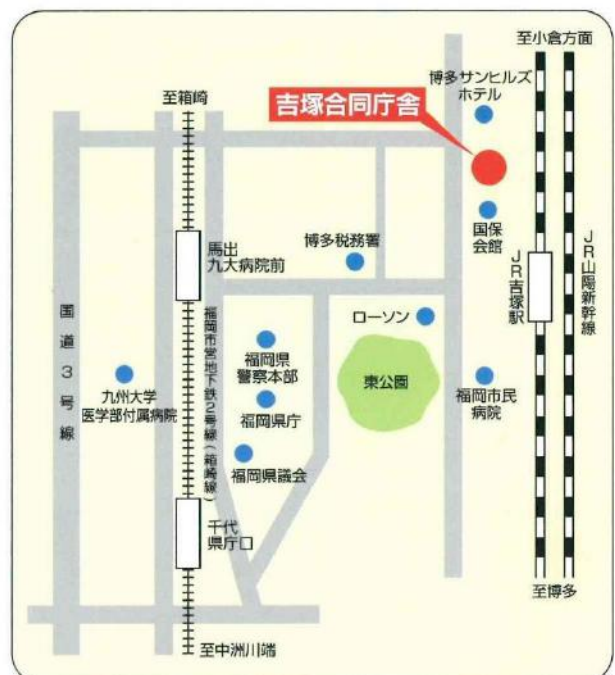 至小倉方面
博多サンヒルズ
ホテル
至箱崎
吉塚合同庁舎
国保
会館
馬出
九大病院前
博多税務署
JR吉塚駅
JR山陽新幹線
国道3号線
福岡市営地下鉄2号線(箱崎線)
ローソン
福岡県
警察本部
東公園
福岡市民
病院
九州大学
医学部付属病院
福岡県庁
福岡県議会
千代
県庁口
至博多
至中洲川端